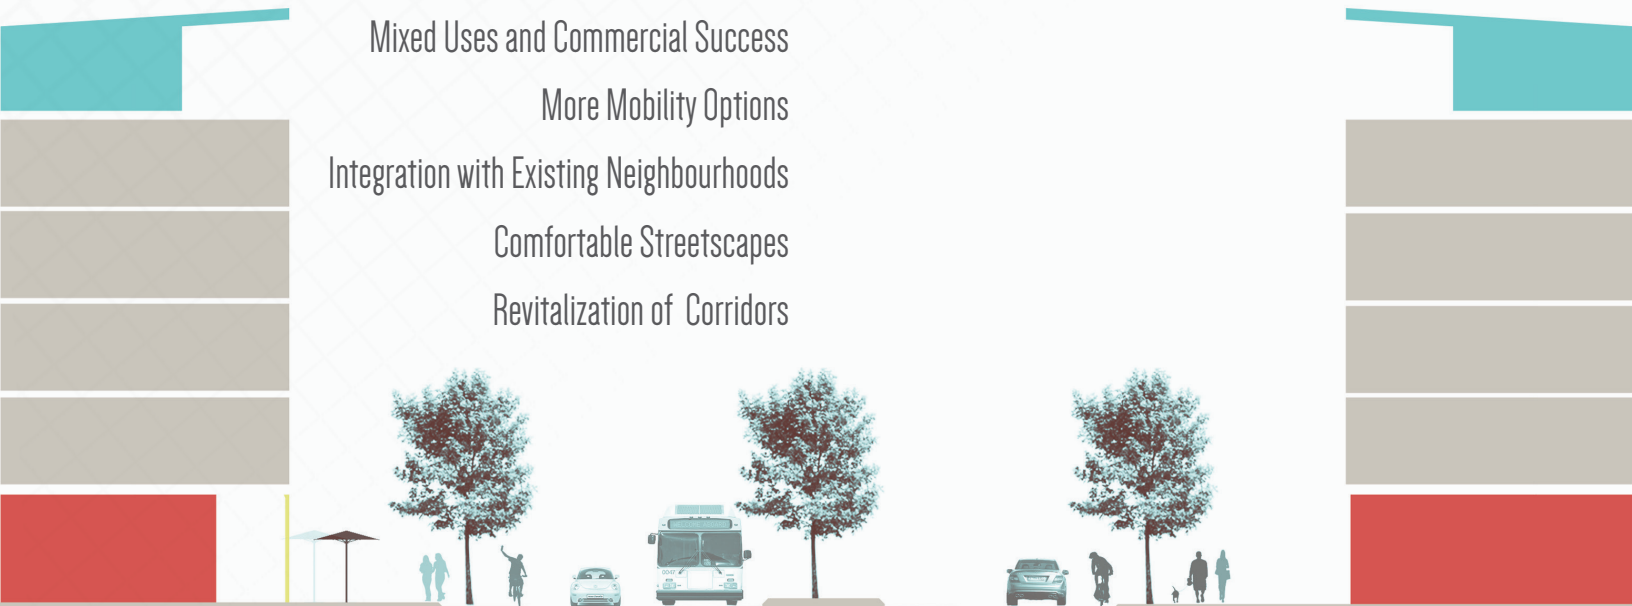 Mixed Uses and Commercial Success
More Mobility Options
Integration with Existing Neighbourhoods
Comfortable Streetscapes
Revitalization of  Corridors